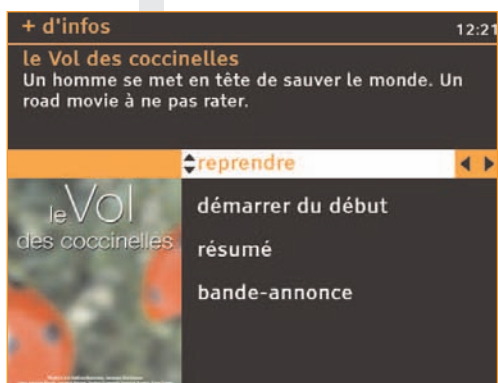 + d'infos
12:21
le Vol des coccinelles
Un homme se met en tête de sauver le monde. Un
road movie à ne pas rater.
reprendre
démarrer du début
le Vol
des coccinelles
résumé
bande-annonce